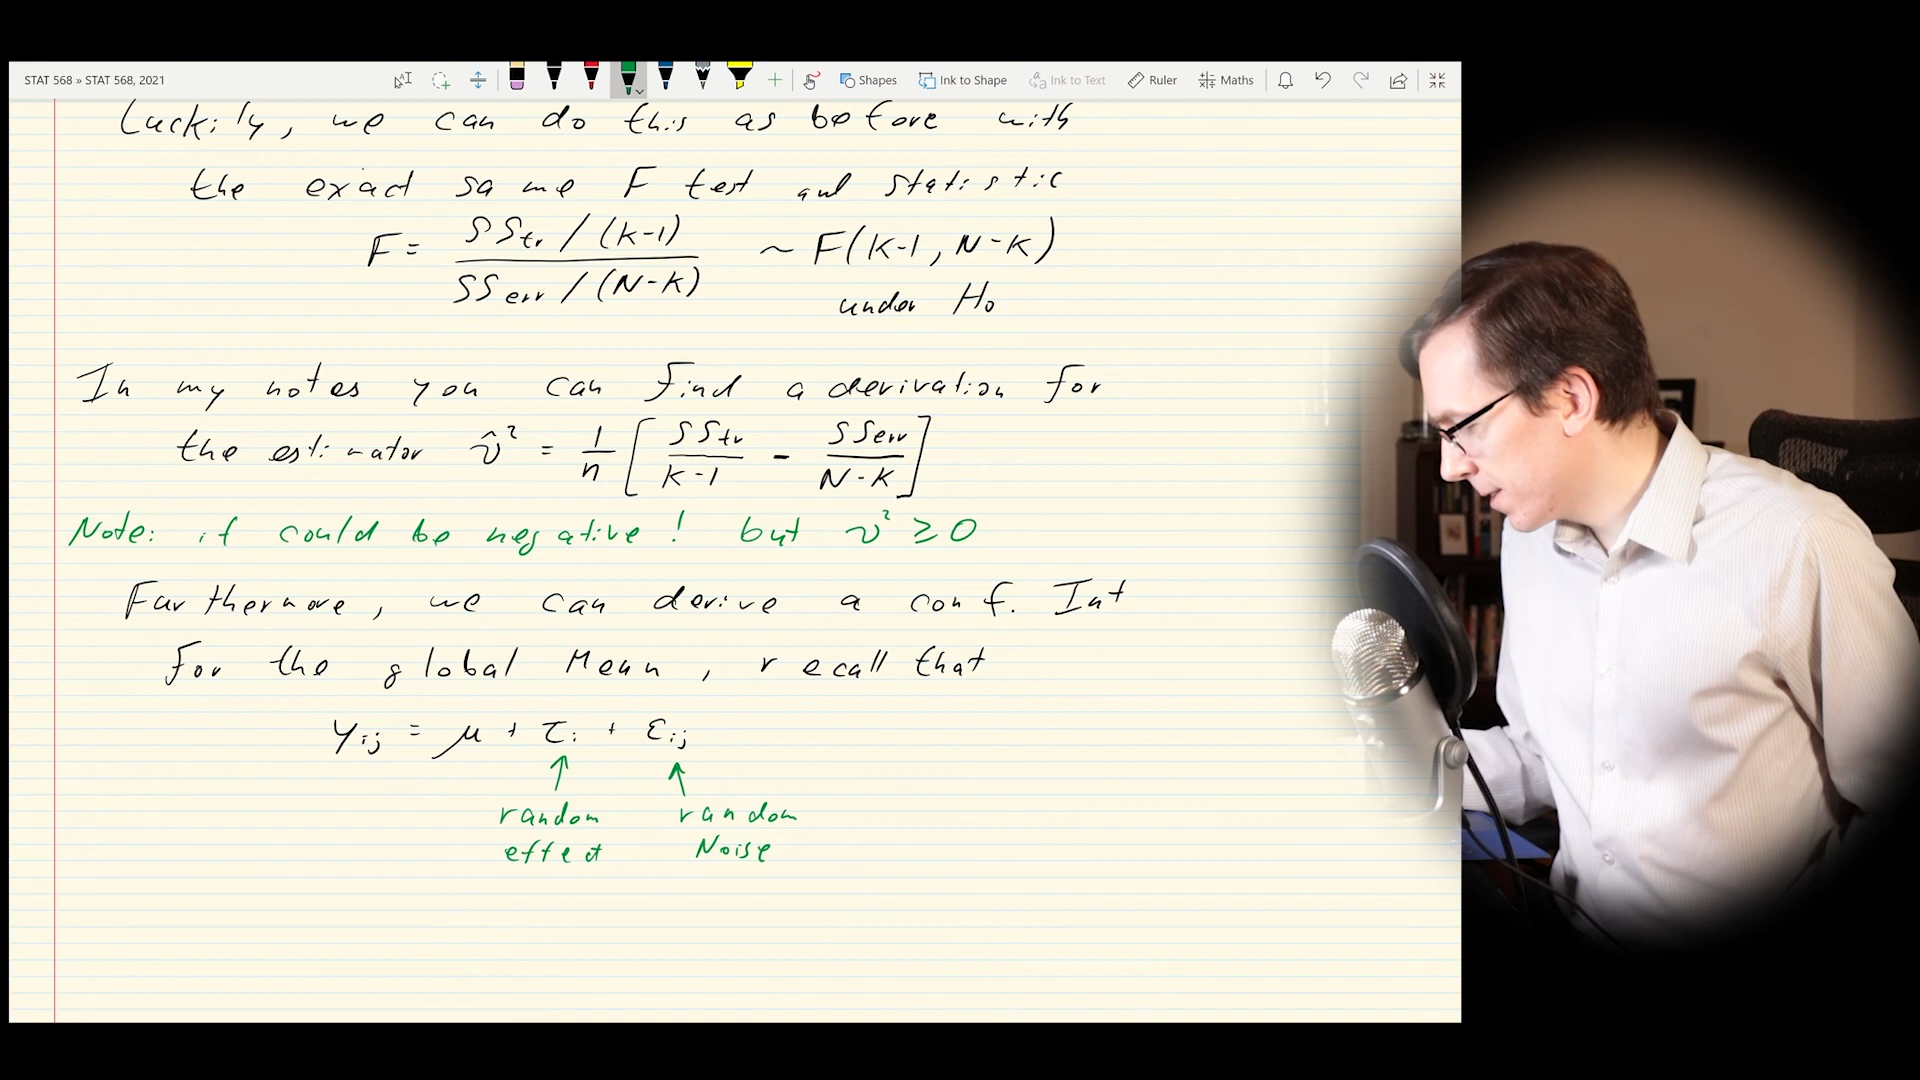 STAT 568 » STAT 568, 2021
Shapes Ink to Shape Ink to Text Ruler Maths
Luckily, we can do this as before with
the exact same F test and statistic
F = SStr / (k-1) / SSerr / (N-K) ~ F(K-1, N-K)
under H0
In my notes you can find a derivation for
the estimator ν̂² = 1/n [ SStr / K-1 - SSerr / N-K ]
Note: it could be negative! but ν² ≥ 0
Furthermore, we can derive a conf. Int
for the global Mean, recall that
Yij = μ + τi + εij
random random
effect Noise